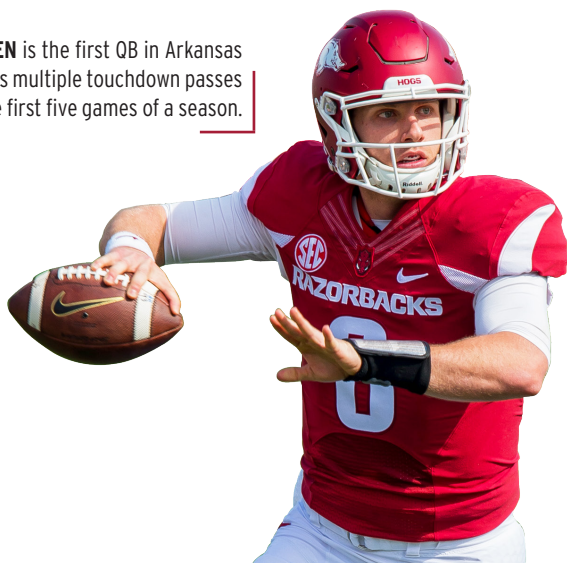 EN is the first QB in Arkansas
s multiple touchdown passes
first five games of a season.
HOGS
Riddell
SEC
RAZORBACKS
8